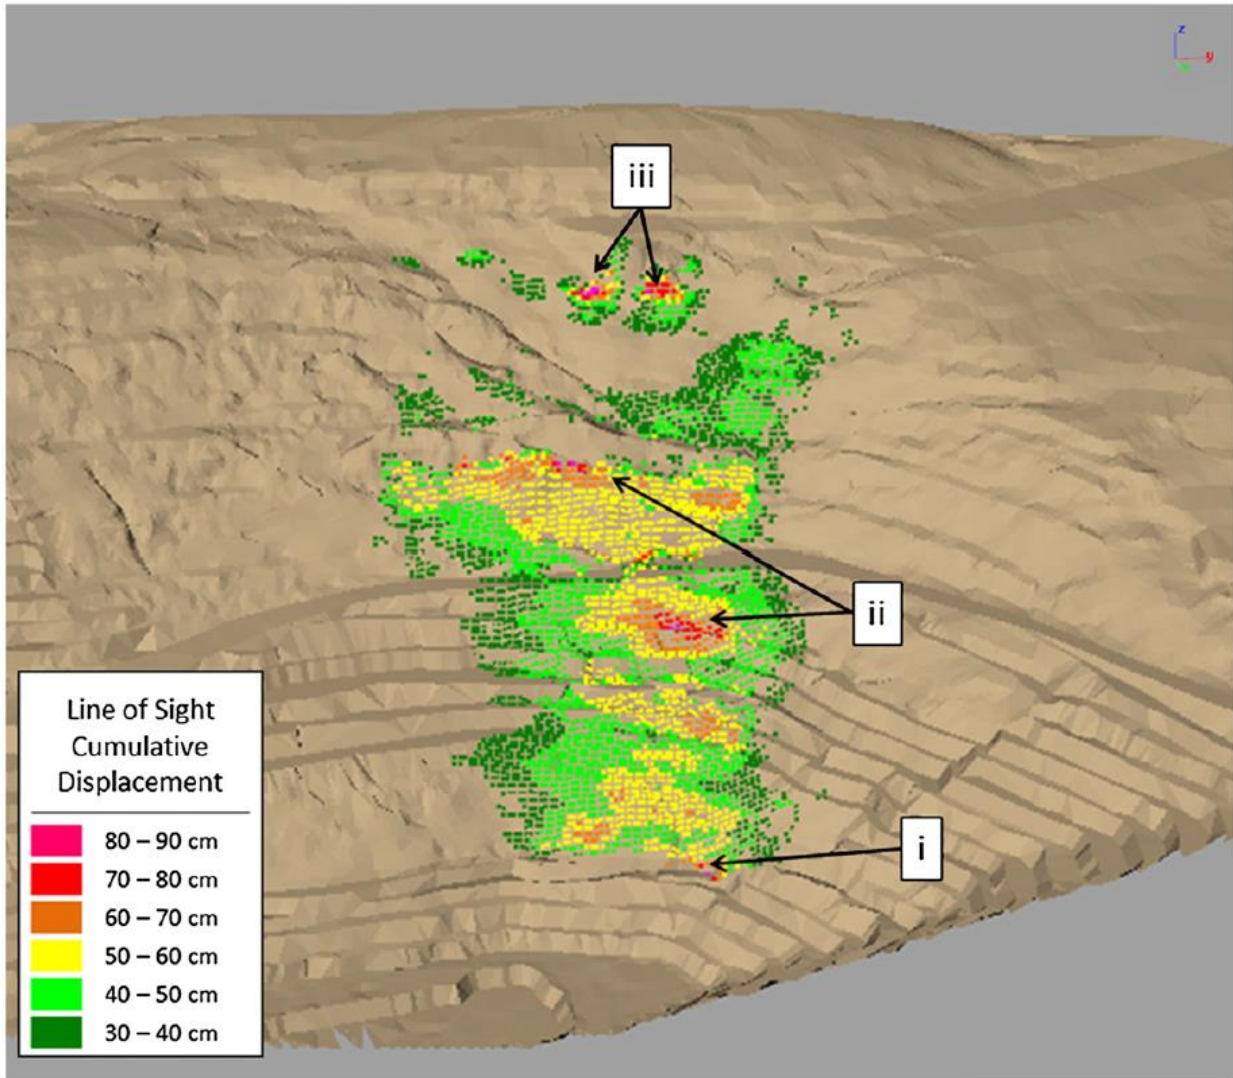 z
y
iii
ii
i
Line of Sight
Cumulative
Displacement
80 – 90 cm
70 – 80 cm
60 – 70 cm
50 – 60 cm
40 – 50 cm
30 – 40 cm